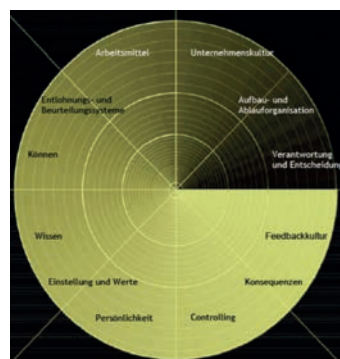 Arbeitsmittel
Unternehmenskultur
Entlohnungs- und
Beurteilungssysteme
Aufbau- und
Ablauforganisation
Können
Verantwortung
und Entscheidung
Wissen
Feedbackkultur
Einstellung und Werte
Konsequenzen
Persönlichkeit
Controlling